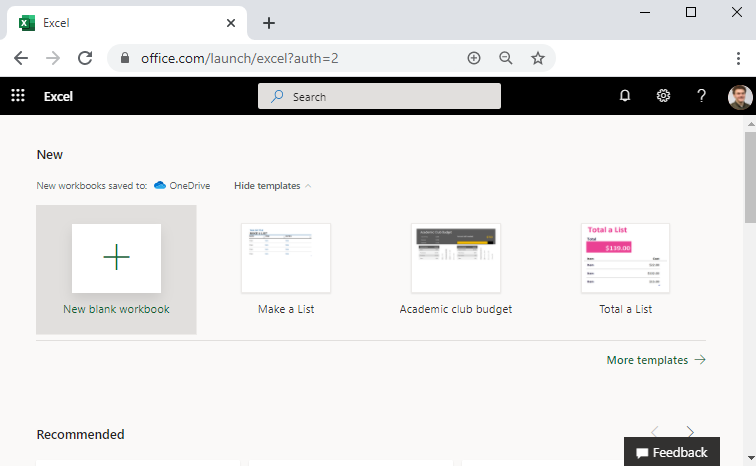 Excel
office.com/launch/excel?auth=2
Excel
Search
?
New
New workbooks saved to: OneDrive Hide templates
Total a List
Total
$139.00
New blank workbook
Make a List
Academic club budget
Total a List
More templates
Recommended
Feedback